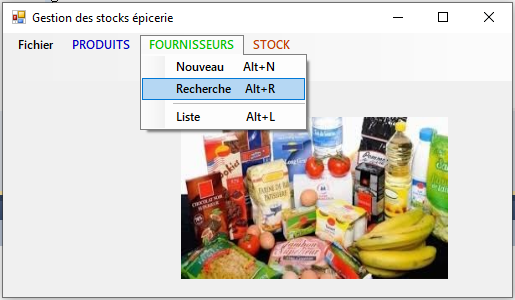 Gestion des stocks épicerie
Fichier PRODUITS FOURNISSEURS STOCK
Nouveau Alt+N
Recherche Alt+R
Liste Alt+L